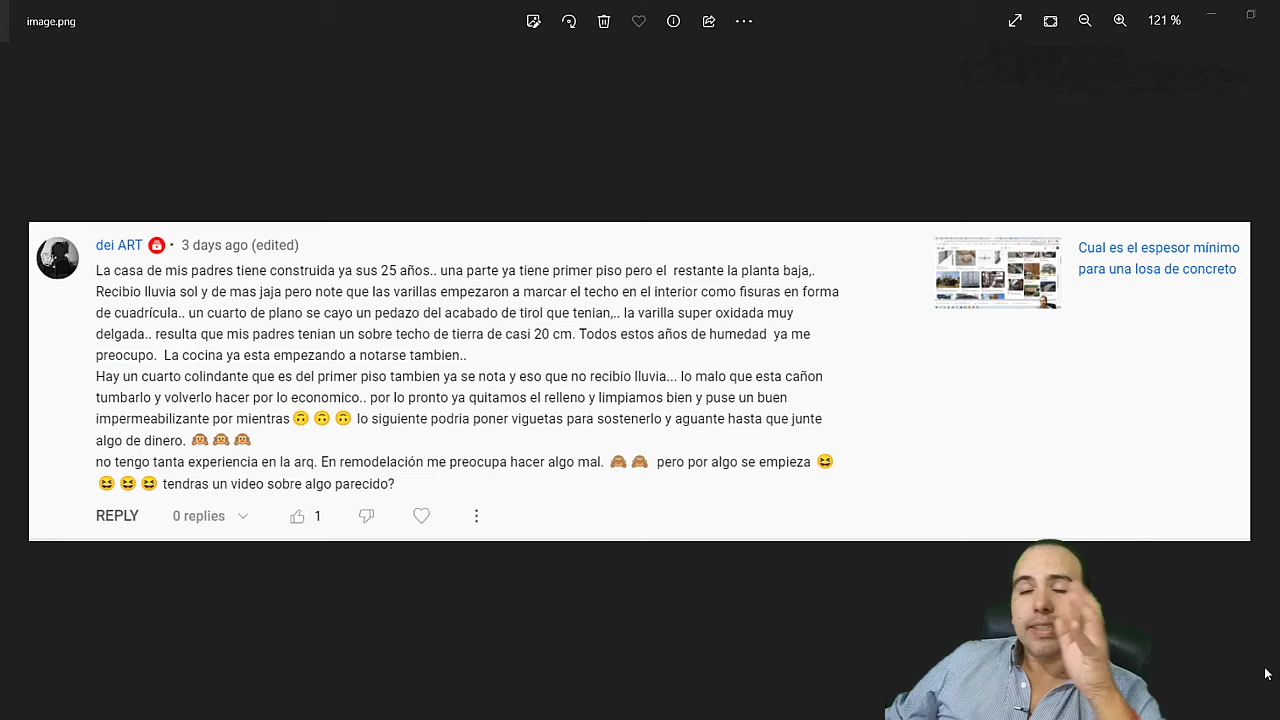 image.png
121 %
dei ART • 3 days ago (edited)
La casa de mis padres tiene construida ya sus 25 años.. una parte ya tiene primer piso pero el restante la planta baja,.
Recibio lluvia sol y de mas pero se nota que las varillas empezaron a marcar el techo en el interior como fisuras en forma
de cuadrícula.. un cuarto de plano se cayo un pedazo del acabado de tirol que tenían,.. la varilla super oxidada muy
delgada.. resulta que mis padres tenian un sobre techo de tierra de casi 20 cm. Todos estos años de humedad ya me
preocupo. La cocina ya esta empezando a notarse tambien..
Hay un cuarto colindante que es del primer piso tambien ya se nota y eso que no recibio lluvia... lo malo que esta cañon
tumbarlo y volverlo hacer por lo economico.. por lo pronto ya quitamos el relleno y limpiamos bien y puse un buen
impermeabilizante por mientras🙃 🙃 🙃 lo siguiente podria poner viguetas para sostenerlo y aguante hasta que junte
algo de dinero. 🙊 🙊 🙊
no tengo tanta experiencia en la arq. En remodelación me preocupa hacer algo mal. 🙈 🙈 pero por algo se empieza 😆
😆 😆 😆 tendras un video sobre algo parecido?
REPLY 0 replies 1
Cual es el espesor mínimo
para una losa de concreto